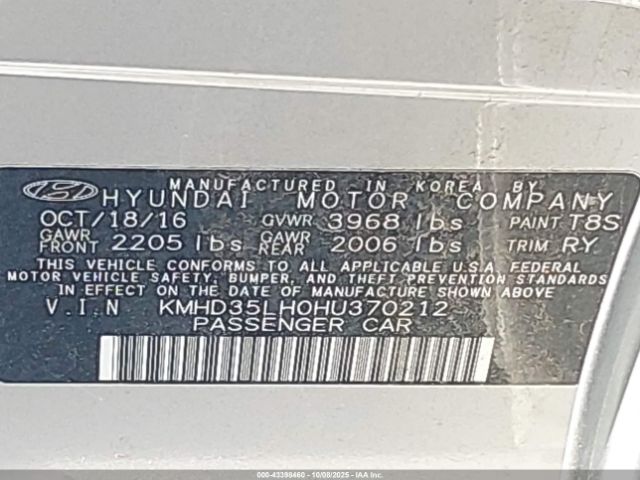 MANUFACTURED IN KOREA BY
HYUNDAI MOTOR COMPANY
OCT/18/16 GVWR 3968 lbs PAINT T8S
GAWR FRONT 2205 lbs GAWR REAR 2006 lbs TRIM RY
THIS VEHICLE CONFORMS TO ALL APPLICABLE U.S.A. FEDERAL
MOTOR VEHICLE SAFETY, BUMPER, AND THEFT PREVENTION STANDARDS
IN EFFECT ON THE DATE OF MANUFACTURE SHOWN ABOVE.
V.I.N KMHD35LH0HU370212
PASSENGER CAR
000-43398460 - 10/08/2025 - IAA Inc.